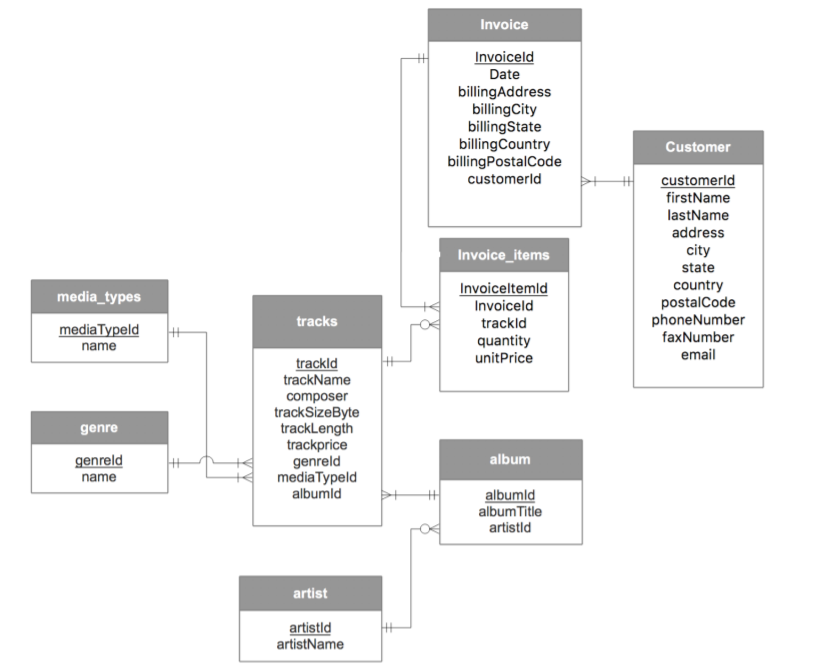 Invoice
InvoiceId
Date
billingAddress
billingCity
billingState
billingCountry
billingPostalCode
customerId
Customer
customerId
firstName
lastName
address
city
state
country
postalCode
phoneNumber
faxNumber
email
Invoice_items
InvoiceItemId
InvoiceId
trackId
quantity
unitPrice
media_types
mediaTypeId
name
tracks
trackId
trackName
composer
trackSizeByte
trackLength
trackprice
genreId
mediaTypeId
albumId
genre
genreId
name
album
albumId
albumTitle
artistId
artist
artistId
artistName